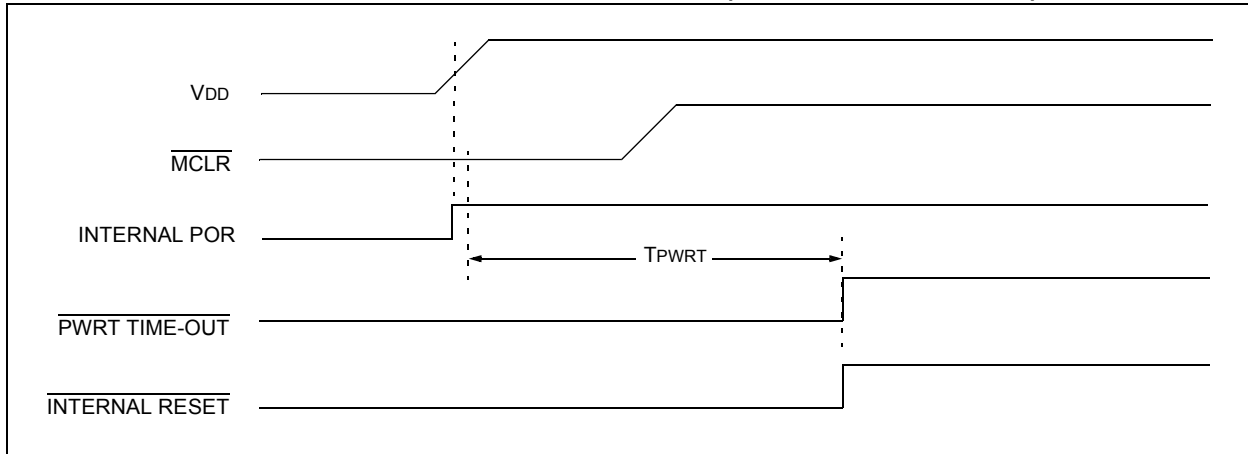 VDD
MCLR
INTERNAL POR
TPWRT
PWRT TIME-OUT
INTERNAL RESET